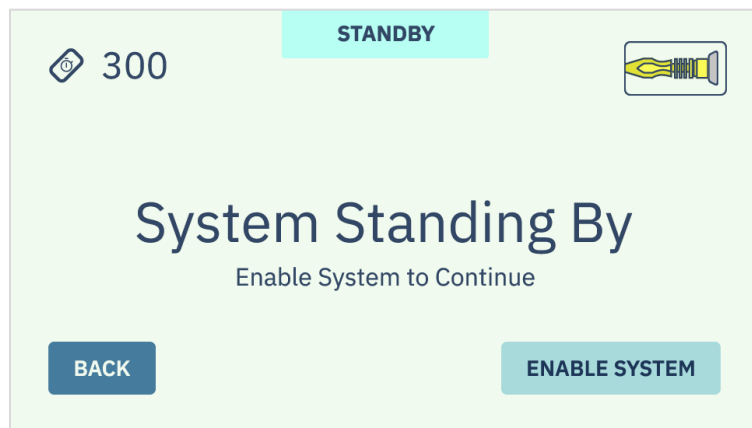 STANDBY
300
System Standing By
Enable System to Continue
BACK
ENABLE SYSTEM